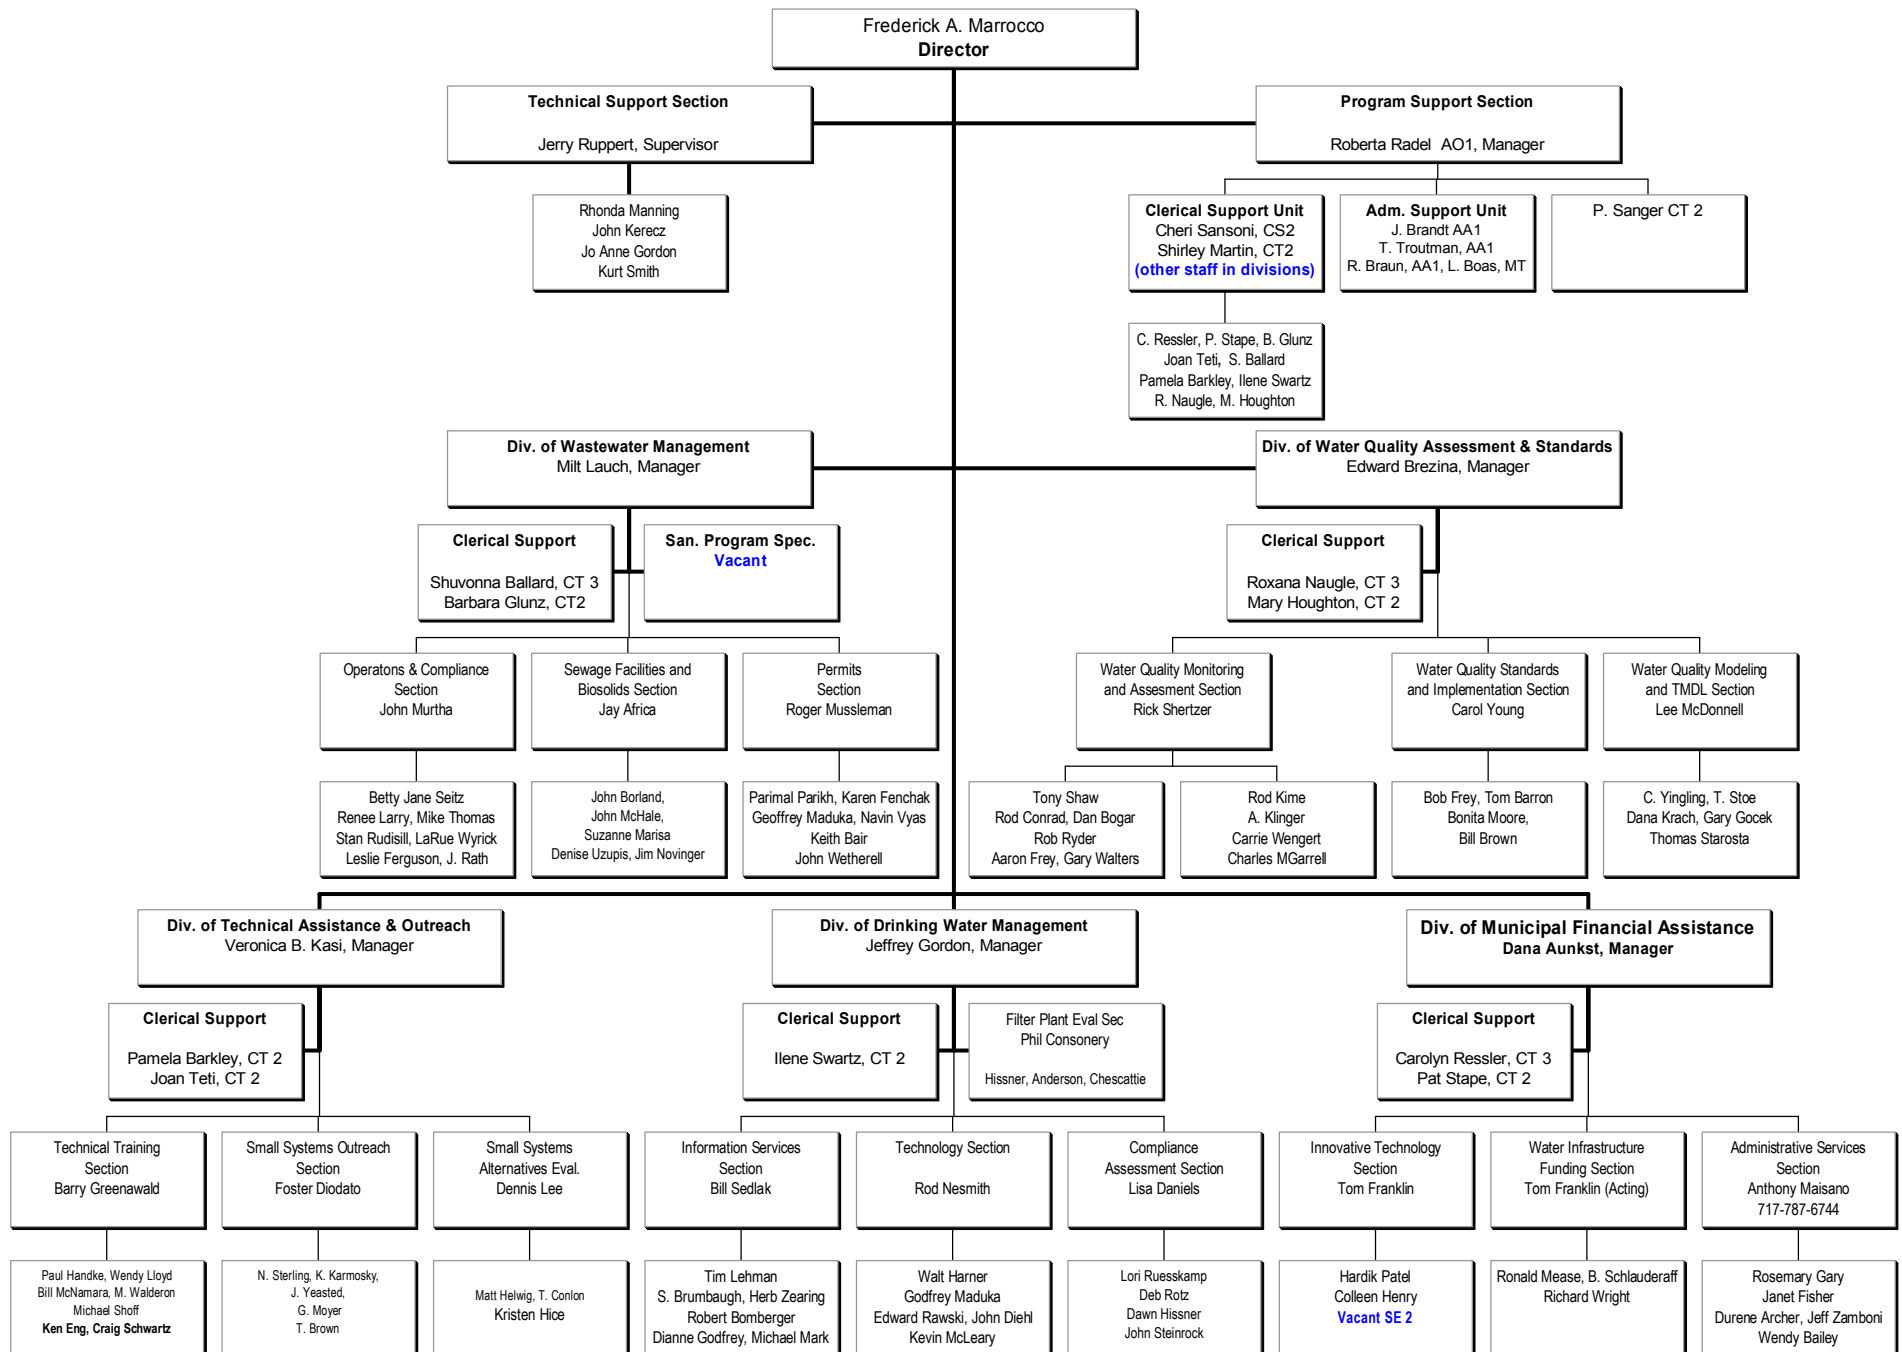 Frederick A. Marrocco
Director
Technical Support Section
Jerry Ruppert, Supervisor
Program Support Section
Roberta Radel  AO1, Manager
Rhonda Manning
John Kerecz
Jo Anne Gordon
Kurt Smith
Clerical Support Unit
Cheri Sansoni, CS2
Shirley Martin, CT2
(other staff in divisions)
Adm. Support Unit
J. Brandt AA1
T. Troutman, AA1
R. Braun, AA1, L. Boas, MT
P. Sanger CT 2
C. Ressler, P. Stape, B. Glunz
Joan Teti,  S. Ballard
Pamela Barkley, Ilene Swartz
R. Naugle, M. Houghton
Div. of Wastewater Management
Milt Lauch, Manager
Div. of Water Quality Assessment & Standards
Edward Brezina, Manager
Clerical Support
Shuvonna Ballard, CT 3
Barbara Glunz, CT2
San. Program Spec.
Vacant
Clerical Support
Roxana Naugle, CT 3
Mary Houghton, CT 2
Operatons & Compliance
Section
John Murtha
Sewage Facilities and
Biosolids Section
Jay Africa
Permits
Section
Roger Mussleman
Water Quality Monitoring
and Assesment Section
Rick Shertzer
Water Quality Standards
and Implementation Section
Carol Young
Water Quality Modeling
and TMDL Section
Lee McDonnell
Betty Jane Seitz
Renee Larry, Mike Thomas
Stan Rudisill, LaRue Wyrick
Leslie Ferguson, J. Rath
John Borland,
John McHale,
Suzanne Marisa
Denise Uzupis, Jim Novinger
Parimal Parikh, Karen Fenchak
Geoffrey Maduka, Navin Vyas
Keith Bair
John Wetherell
Tony Shaw
Rod Conrad, Dan Bogar
Rob Ryder
Aaron Frey, Gary Walters
Rod Kime
A. Klinger
Carrie Wengert
Charles MGarrell
Bob Frey, Tom Barron
Bonita Moore,
Bill Brown
C. Yingling, T. Stoe
Dana Krach, Gary Gocek
Thomas Starosta
Div. of Technical Assistance & Outreach
Veronica B. Kasi, Manager
Div. of Drinking Water Management
Jeffrey Gordon, Manager
Div. of Municipal Financial Assistance
Dana Aunkst, Manager
Clerical Support
Pamela Barkley, CT 2
Joan Teti, CT 2
Clerical Support
Ilene Swartz, CT 2
Filter Plant Eval Sec
Phil Consonery
Hissner, Anderson, Chescattie
Clerical Support
Carolyn Ressler, CT 3
Pat Stape, CT 2
Technical Training
Section
Barry Greenawald
Small Systems Outreach
Section
Foster Diodato
Small Systems
Alternatives Eval.
Dennis Lee
Information Services
Section
Bill Sedlak
Technology Section
Rod Nesmith
Compliance
Assessment Section
Lisa Daniels
Innovative Technology
Section
Tom Franklin
Water Infrastructure
Funding Section
Tom Franklin (Acting)
Administrative Services
Section
Anthony Maisano
717-787-6744
Paul Handke, Wendy Lloyd
Bill McNamara, M. Walderon
Michael Shoff
Ken Eng, Craig Schwartz
N. Sterling, K. Karmosky,
J. Yeasted,
G. Moyer
T. Brown
Matt Helwig, T. Conlon
Kristen Hice
Tim Lehman
S. Brumbaugh, Herb Zearing
Robert Bomberger
Dianne Godfrey, Michael Mark
Walt Harner
Godfrey Maduka
Edward Rawski, John Diehl
Kevin McLeary
Lori Ruesskamp
Deb Rotz
Dawn Hissner
John Steinrock
Hardik Patel
Colleen Henry
Vacant SE 2
Ronald Mease, B. Schlauderaff
Richard Wright
Rosemary Gary
Janet Fisher
Durene Archer, Jeff Zamboni
Wendy Bailey